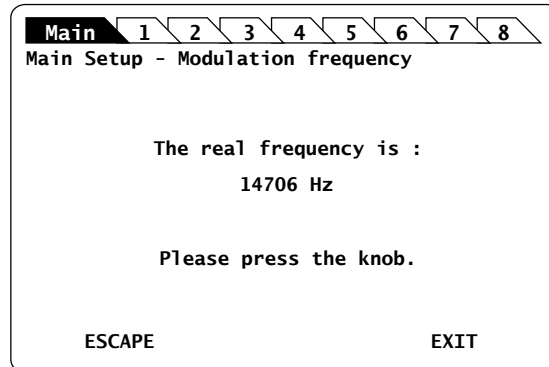 Main 1 2 3 4 5 6 7 8
Main Setup - Modulation frequency
The real frequency is :
14706 Hz
Please press the knob.
ESCAPE EXIT